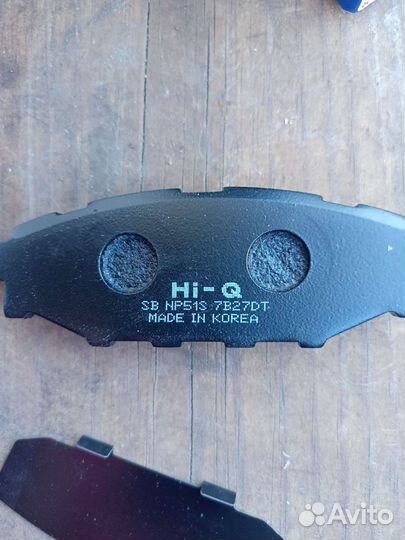 Hi-Q
SB NP51S 7B27DT
MADE IN KOREA
Avito